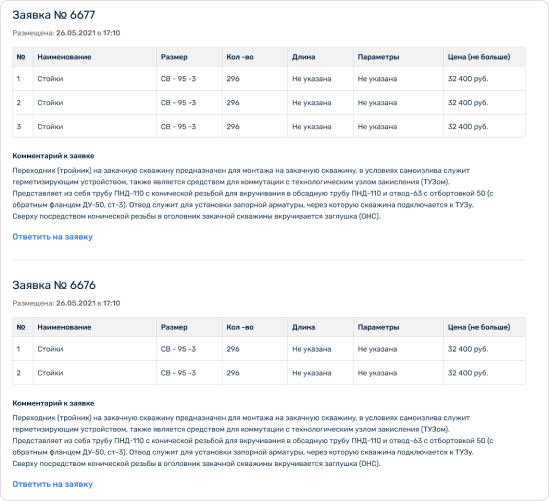 Заявка № 6677
Размещена: 26.05.2021 в 17:10
№ Наименование Размер Кол -во Длина Параметры Цена (не больше)
1 Стойки СВ - 95 -3 296 Не указана Не указана 32 400 руб.
2 Стойки СВ - 95 -3 296 Не указана Не указана 32 400 руб.
3 Стойки СВ - 95 -3 296 Не указана Не указана 32 400 руб.
Комментарий к заявке
Переходник (тройник) на закачную скважину предназначен для монтажа на закачную скважину, в условиях самоизлива служит
герметизирующим устройством, также является средством для коммутации с технологическим узлом закисления (ТУЗом).
Представляет из себя трубу ПНД-110 с конической резьбой для вкручивания в обсадную трубу ПНД-110 и отвод-63 с отбортовкой 50 (с
обратным фланцем ДУ-50, ст-3). Отвод служит для установки запорной арматуры, через которую скважина подключается к ТУЗу.
Сверху посредством конической резьбы в оголовник закачной скважины вкручивается заглушка (ОНС).
Ответить на заявку
Заявка № 6676
Размещена: 26.05.2021 в 17:10
№ Наименование Размер Кол -во Длина Параметры Цена (не больше)
1 Стойки СВ - 95 -3 296 Не указана Не указана 32 400 руб.
2 Стойки СВ - 95 -3 296 Не указана Не указана 32 400 руб.
Комментарий к заявке
Переходник (тройник) на закачную скважину предназначен для монтажа на закачную скважину, в условиях самоизлива служит
герметизирующим устройством, также является средством для коммутации с технологическим узлом закисления (ТУЗом).
Представляет из себя трубу ПНД-110 с конической резьбой для вкручивания в обсадную трубу ПНД-110 и отвод-63 с отбортовкой 50 (с
обратным фланцем ДУ-50, ст-3). Отвод служит для установки запорной арматуры, через которую скважина подключается к ТУЗу.
Сверху посредством конической резьбы в оголовник закачной скважины вкручивается заглушка (ОНС).
Ответить на заявку